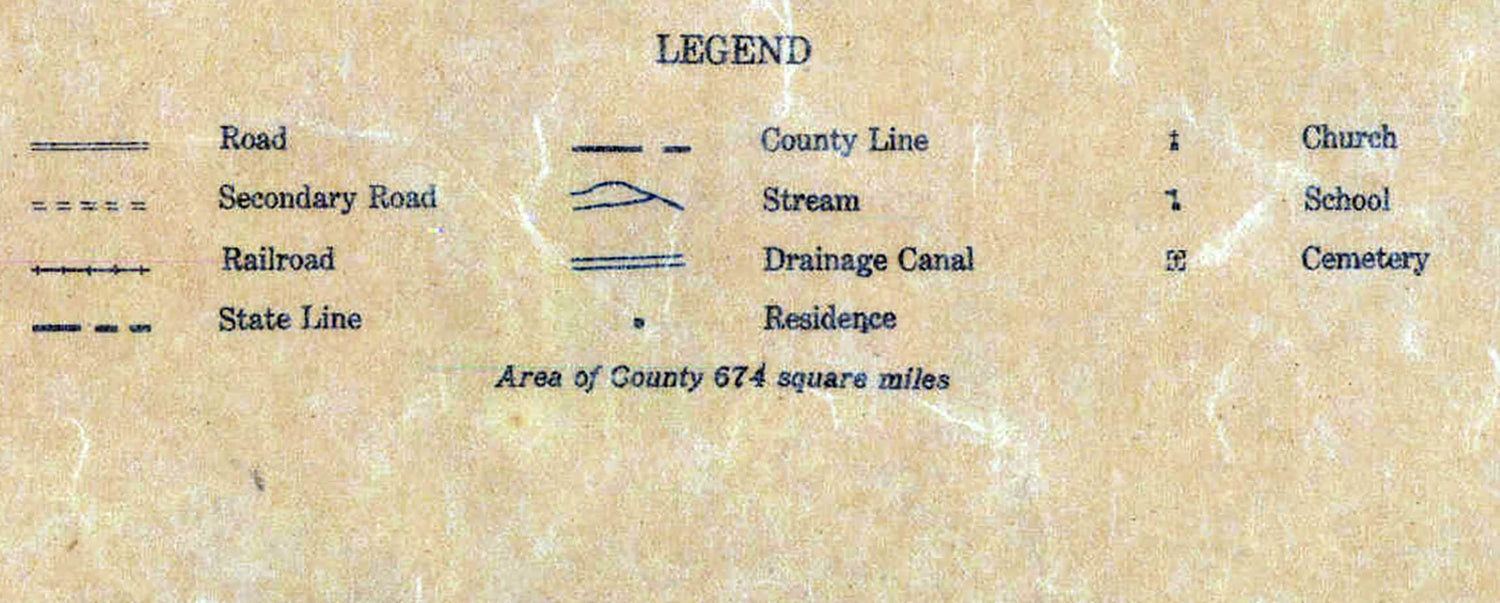 LEGEND
Road County Line Church
Secondary Road Stream School
Railroad Drainage Canal Cemetery
State Line Residence
Area of County 674 square miles